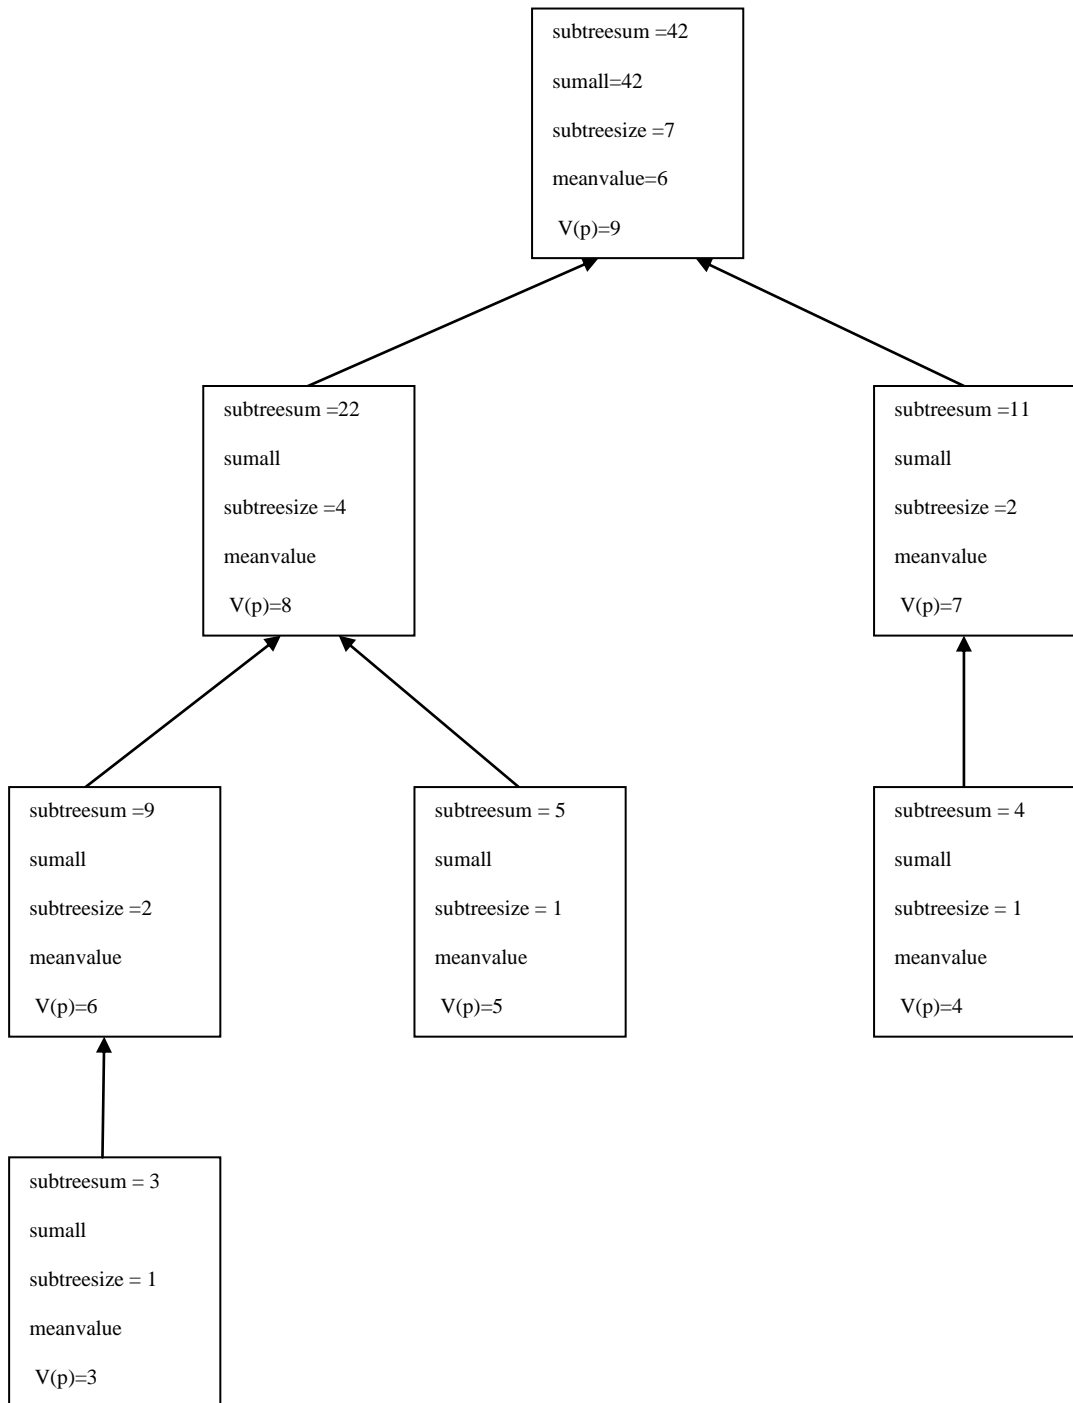 subtreesum =42
sumall=42
subtreesize =7
meanvalue=6
V(p)=9
subtreesum =22
sumall
subtreesize =4
meanvalue
V(p)=8
subtreesum =11
sumall
subtreesize =2
meanvalue
V(p)=7
subtreesum =9
sumall
subtreesize =2
meanvalue
V(p)=6
subtreesum = 5
sumall
subtreesize = 1
meanvalue
V(p)=5
subtreesum = 4
sumall
subtreesize = 1
meanvalue
V(p)=4
subtreesum = 3
sumall
subtreesize = 1
meanvalue
V(p)=3